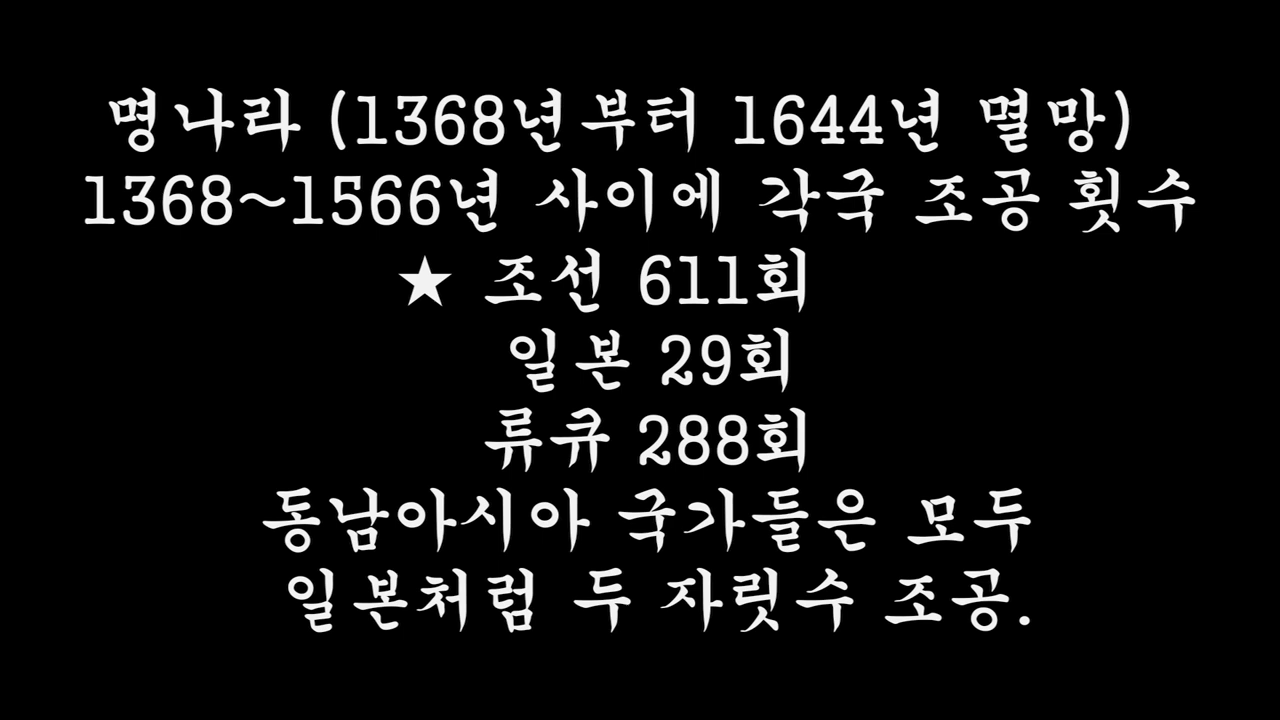 명나라 (1368년부터 1644년 멸망)
1368~1566년 사이에 각국 조공 횟수
★ 조선 611회
일본 29회
류큐 288회
동남아시아 국가들은 모두
일본처럼 두 자릿수 조공.